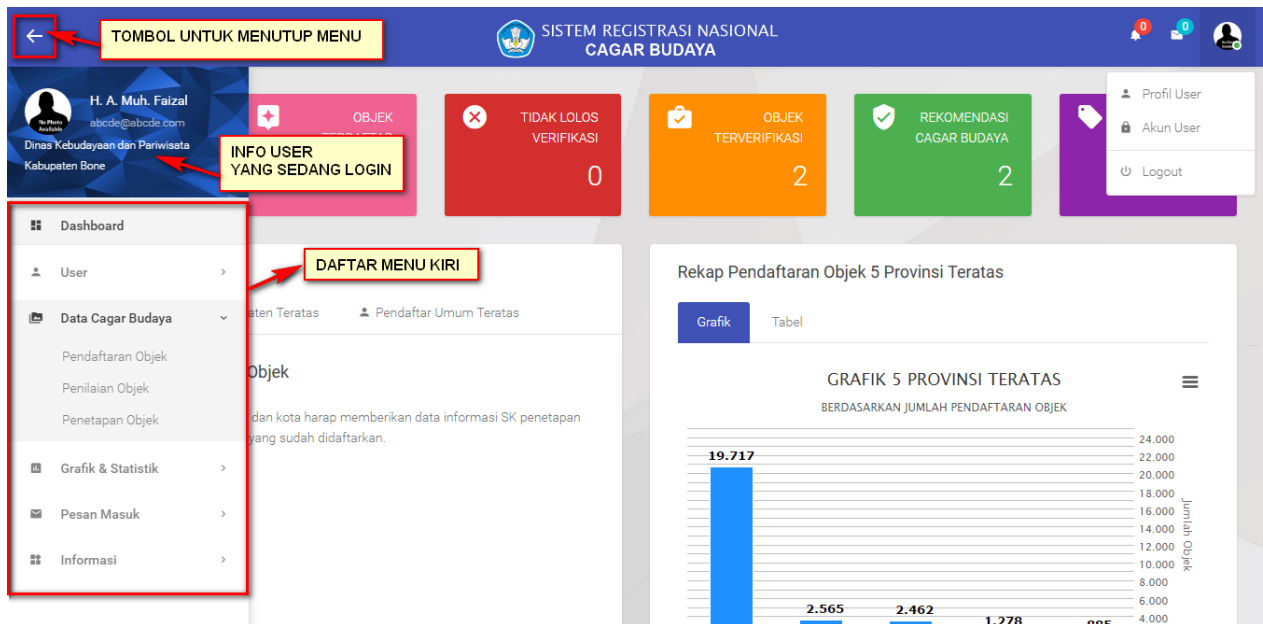 TOMBOL UNTUK MENUTUP MENU
SISTEM REGISTRASI NASIONAL
CAGAR BUDAYA
0
0
No Photo
Available
H. A. Muh. Faizal
abcde@abcde.com
Dinas Kebudayaan dan Pariwisata
Kabupaten Bone
INFO USER
YANG SEDANG LOGIN
OBJEK
TIDAK LOLOS
VERIFIKASI
0
OBJEK
TERVERIFIKASI
2
REKOMENDASI
CAGAR BUDAYA
2
Profil User
Akun User
Logout
Dashboard
User
Data Cagar Budaya
Pendaftaran Objek
Penilaian Objek
Penetapan Objek
Grafik & Statistik
Pesan Masuk
Informasi
DAFTAR MENU KIRI
aten Teratas
Pendaftar Umum Teratas
Objek
dan kota harap memberikan data informasi SK penetapan
yang sudah didaftarkan.
Rekap Pendaftaran Objek 5 Provinsi Teratas
Grafik
Tabel
GRAFIK 5 PROVINSI TERATAS
BERDASARKAN JUMLAH PENDAFTARAN OBJEK
19.717
2.565
2.462
1.278
24.000
22.000
20.000
18.000
16.000
14.000
12.000
10.000
8.000
6.000
4.000
Jumlah Objek